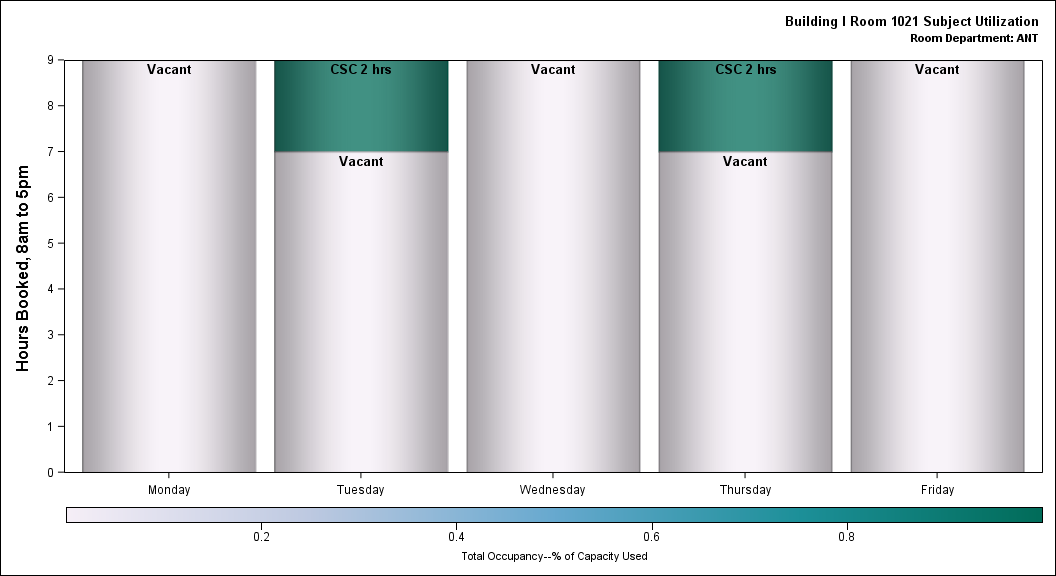 Building I Room 1021 Subject Utilization
Room Department: ANT
Hours Booked, 8am to 5pm
9
8
7
6
5
4
3
2
1
0
Vacant
CSC 2 hrs
Vacant
CSC 2 hrs
Vacant
Vacant
Vacant
Monday
Tuesday
Wednesday
Thursday
Friday
0.2
0.4
0.6
0.8
Total Occupancy--% of Capacity Used